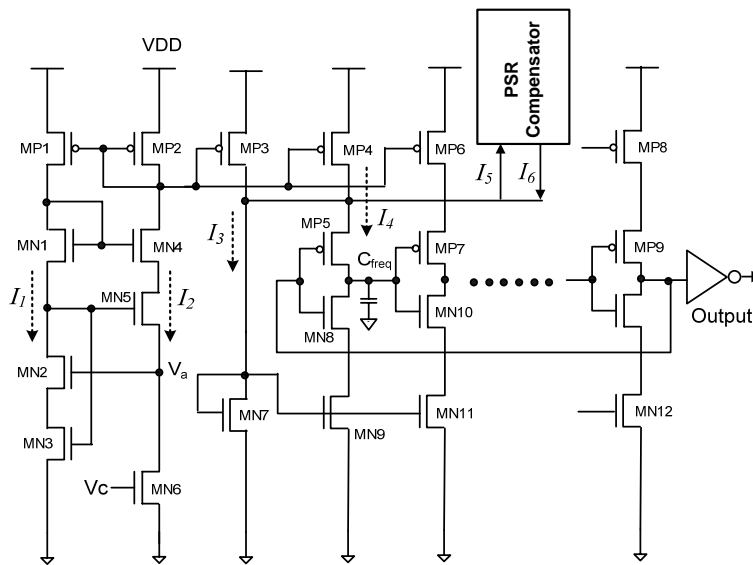 VDD
PSR
Compensator
MP1
MP2
MP3
MP4
MP6
MP8
I5
I6
MN1
MN4
I3
MP5
I4
MP7
MP9
Cfreq
I1
MN5
I2
MN8
MN10
Output
MN2
Va
MN3
MN7
MN9
MN11
MN12
Vc
MN6